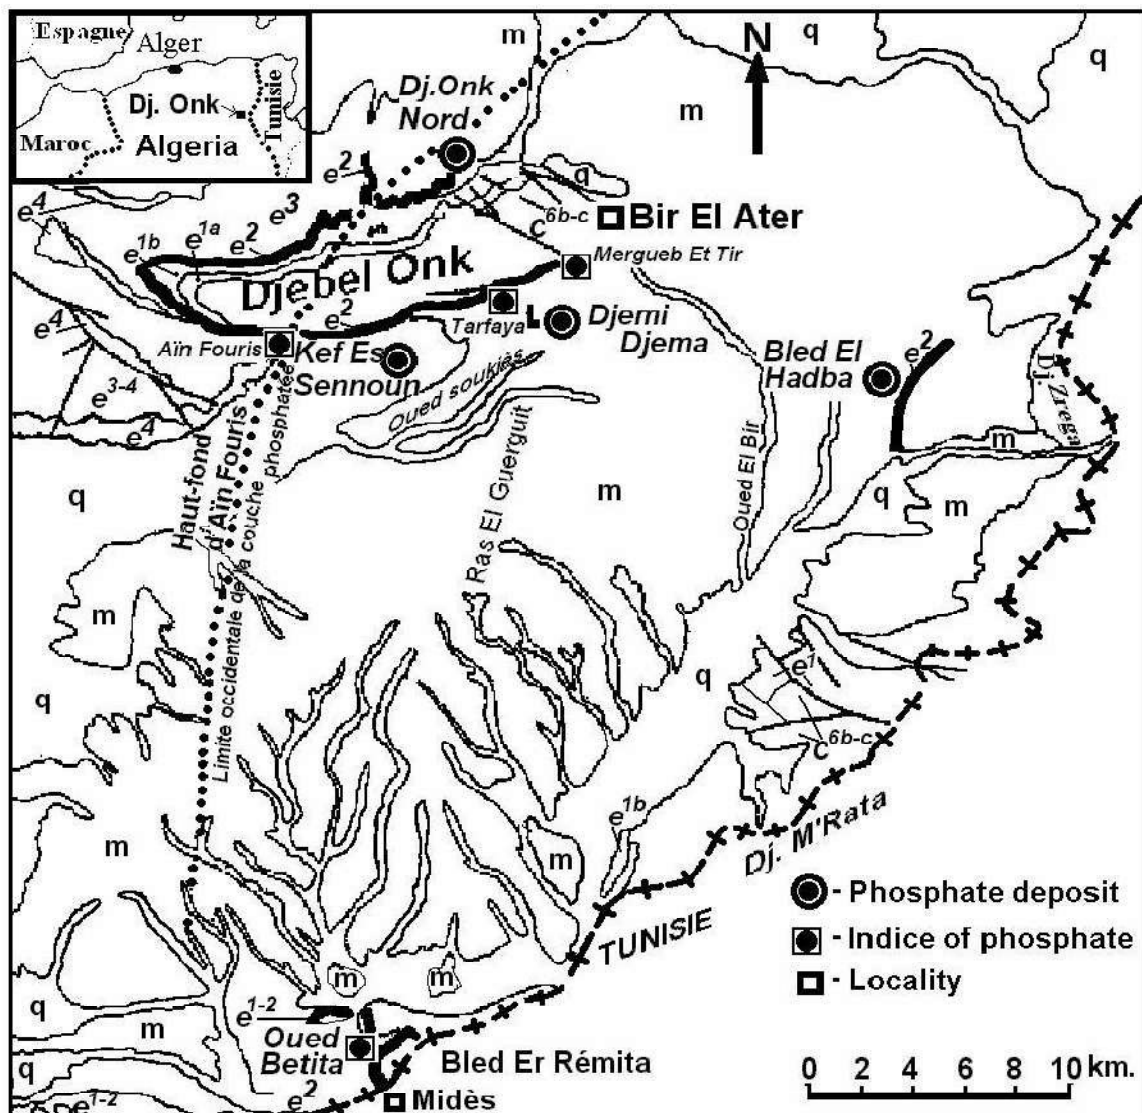 Espagne
Alger
Dj. Onk
Tunisie
Maroc
Algeria
m
N
q
q
Dj.Onk
Nord
m
e2
q
e4
e3
c6b-c
Bir El Ater
e1a
e1b
e2
Mergueb Et Tir
Djebel Onk
e2
e4
Tarfaya
Djemi
Djema
Aïn Fouris
Kef Es
Sennoun
Bled El
Hadba
e2
Dj. Zrega
e3-4
Oued soukiès
e4
m
Haut-fond
d'Aïn Fouris
Limite occidentale de la couche phosphatée
Ras El Guerguit
Oued El Bir
q
m
q
m
m
q
e1
q
c6b-c
e1b
Dj. M'Rata
m
m
TUNISIE
Phosphate deposit
- Indice of phosphate
- Locality
m
m
q
e1-2
m
Oued
Betita
Bled Er Rémita
q
e1-2
e2
Midès
0 2 4 6 8 10 km.